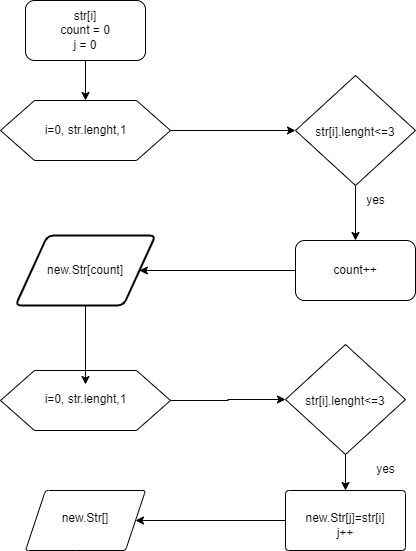 str[i]
count = 0
j = 0
i=0, str.lenght,1
str[i].lenght<=3
yes
new.Str[count]
count++
i=0, str.lenght,1
str[i].lenght<=3
yes
new.Str[]
new.Str[j]=str[i]
j++